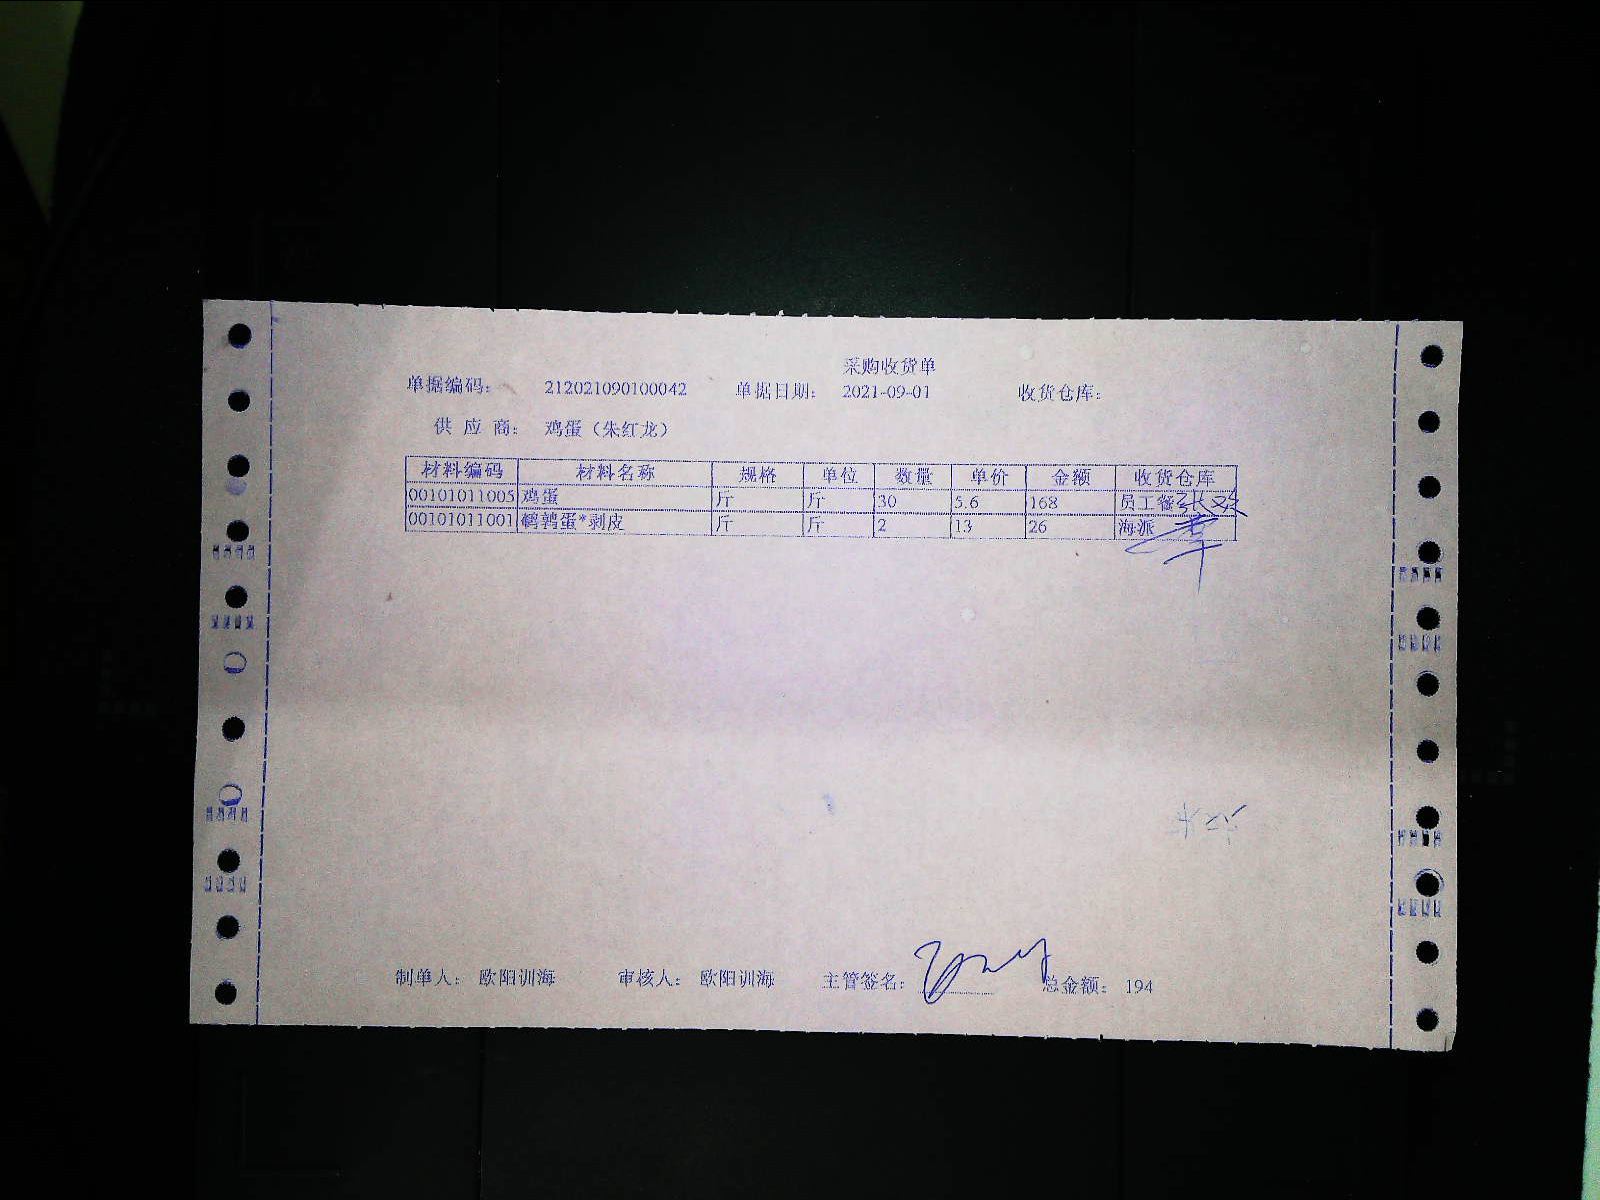 采购收货单
单据编码: 212021090100042 单据日期: 2021-09-01 收货仓库:
供应商: 鸡蛋（朱红龙）
材料编码 材料名称 规格 单位 数量 单价 金额 收货仓库
00101011005 鸡蛋 斤 斤 30 5.6 168 员工餐
00101011001 鹌鹑蛋*剥皮 斤 斤 2 13 26 海派
制单人: 欧阳训海 审核人: 欧阳训海 主管签名: 总金额: 194